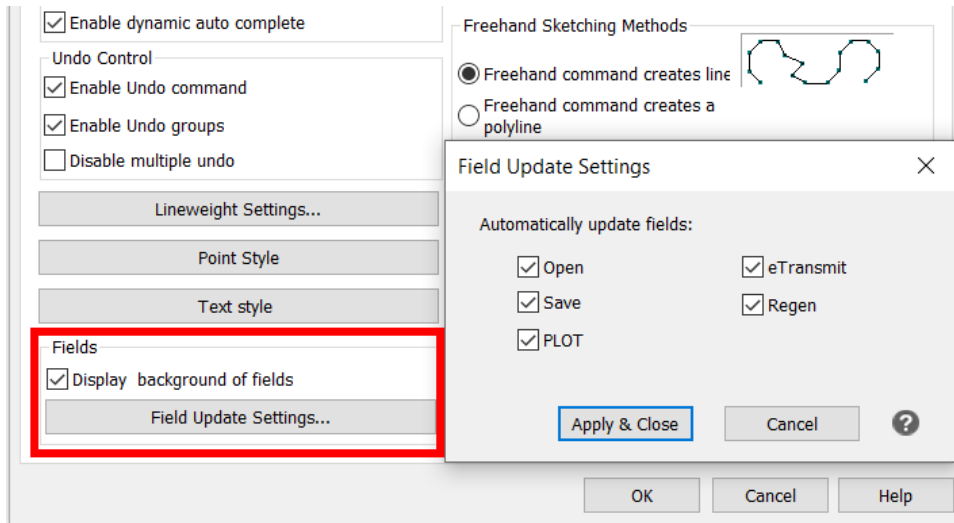 Enable dynamic auto complete
Undo Control
Enable Undo command
Enable Undo groups
Disable multiple undo
Lineweight Settings...
Point Style
Text style
Fields
Display background of fields
Field Update Settings...
Freehand Sketching Methods
Freehand command creates line
Freehand command creates a
polyline
Field Update Settings
Automatically update fields:
Open
eTransmit
Save
Regen
PLOT
Apply & Close
Cancel
?
OK
Cancel
Help